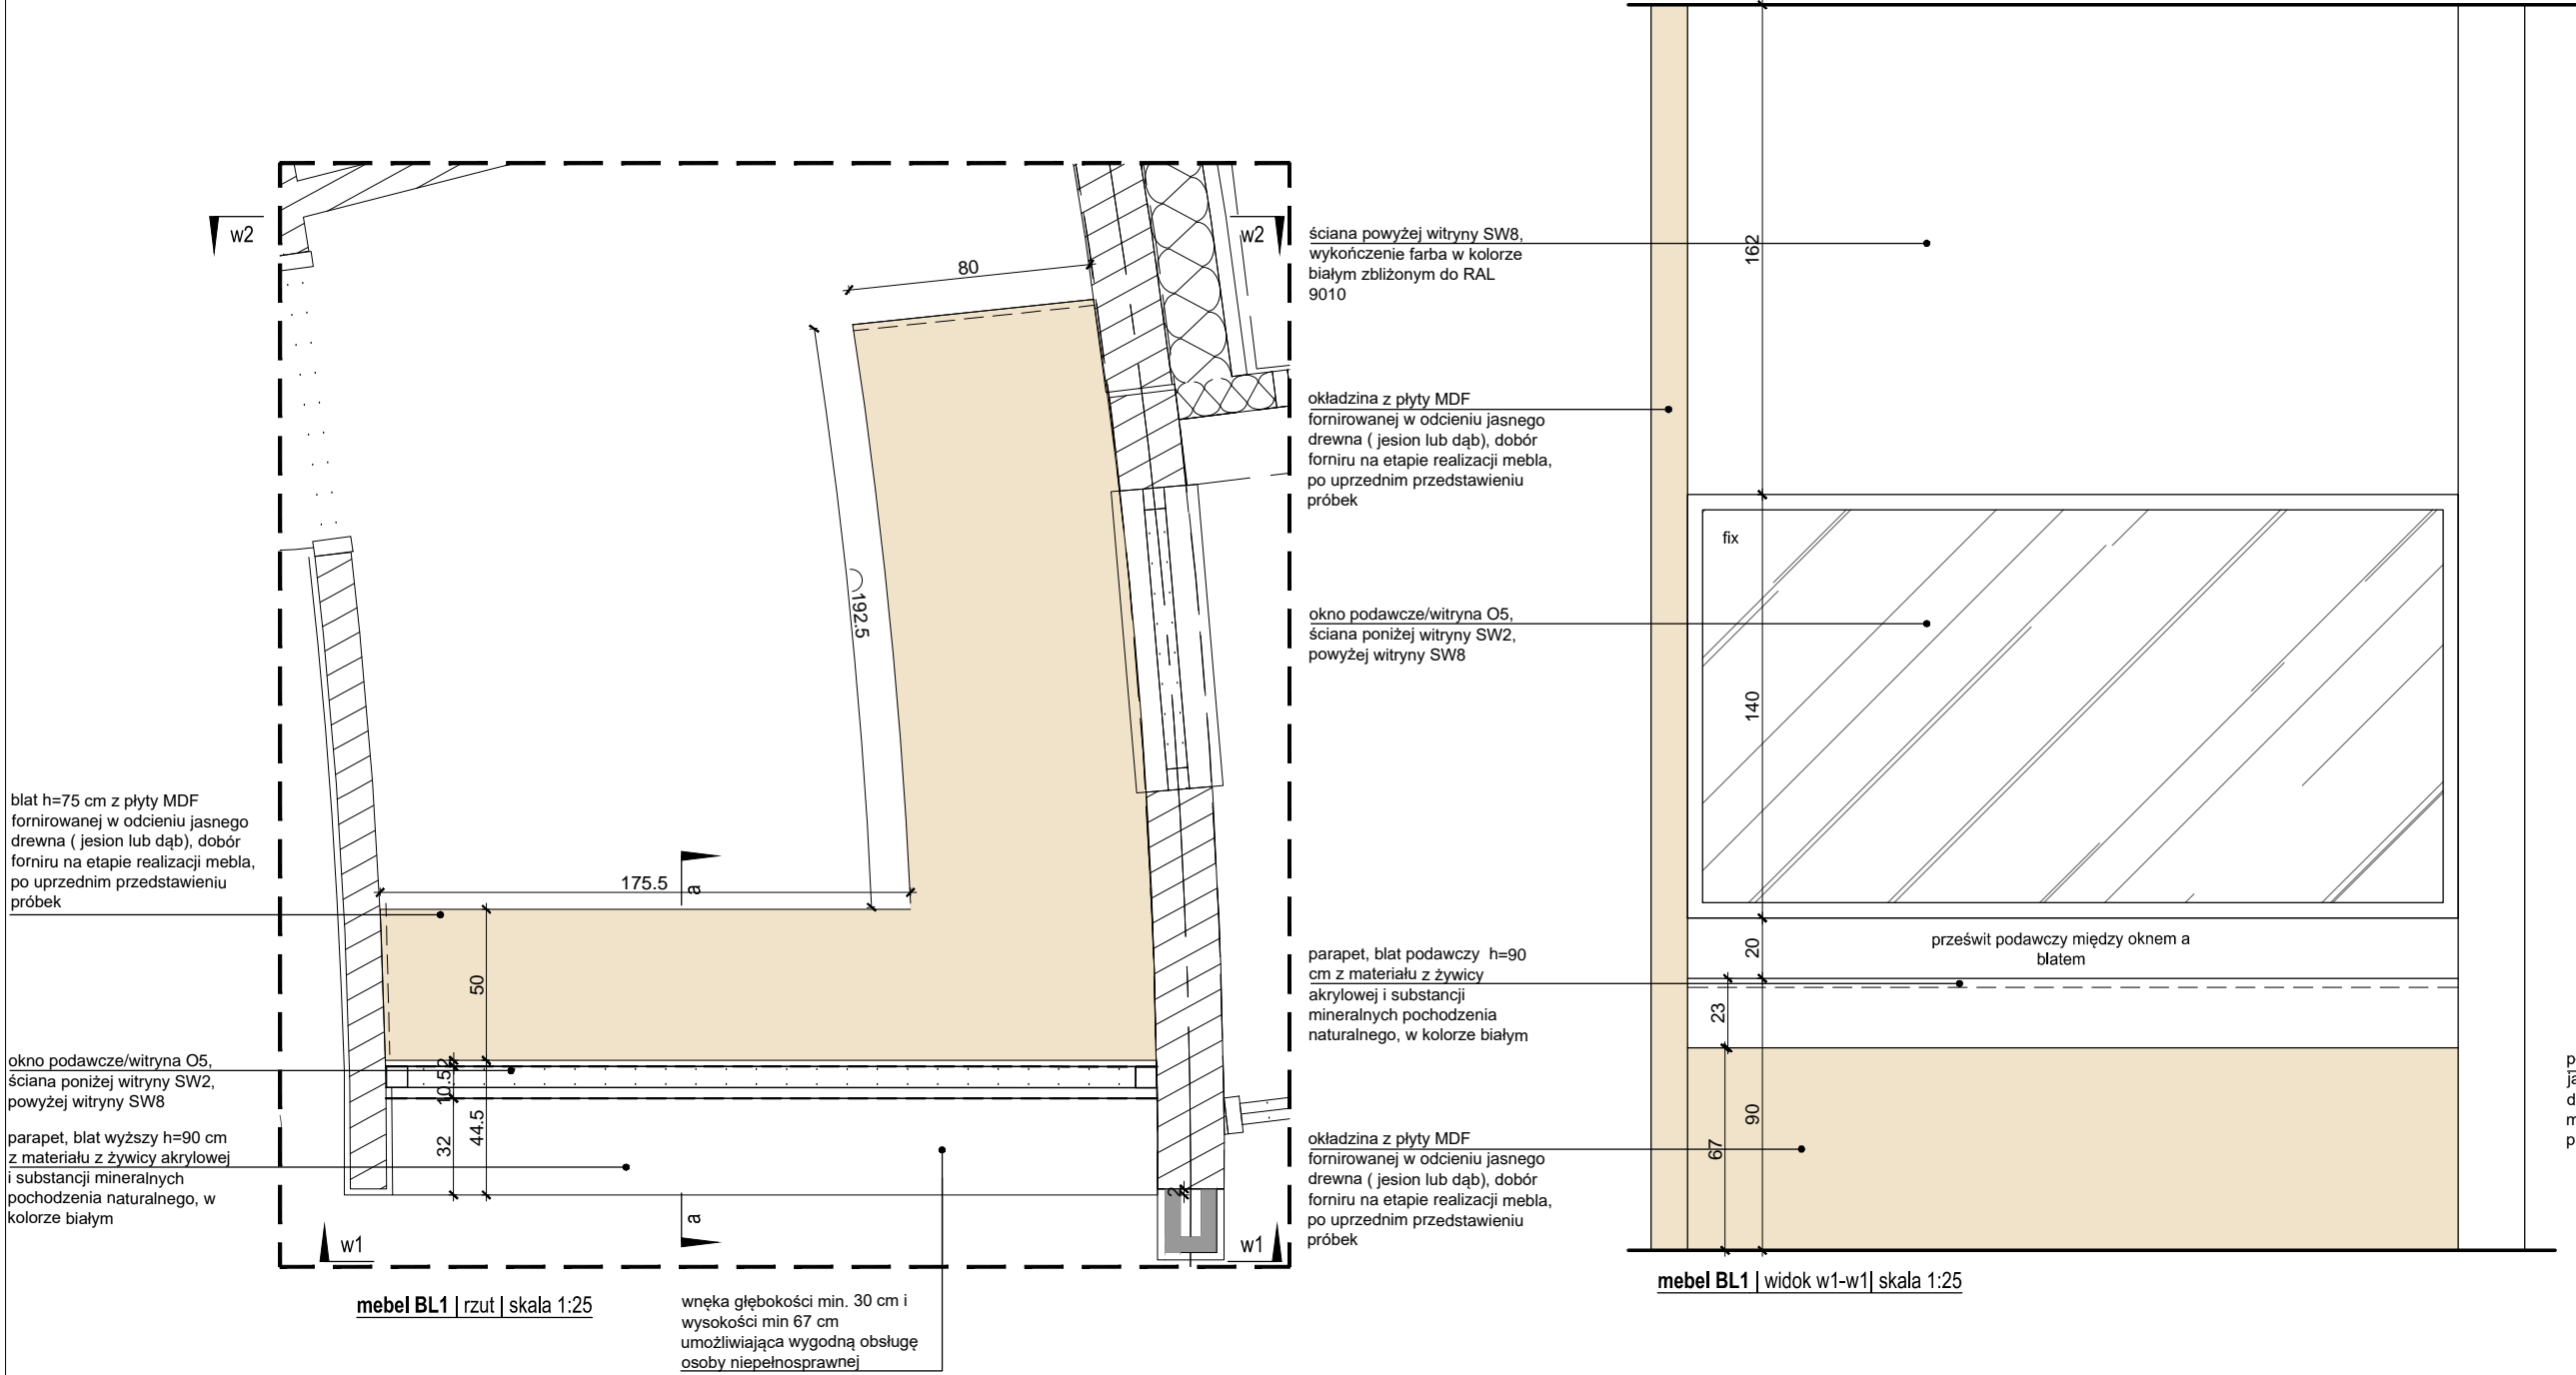 w2
w2
80
192.5
175.5
a
50
2
10.5
32
44.5
2
a
w1
w1
blat h=75 cm z płyty MDF
fornirowanej w odcieniu jasnego
drewna ( jesion lub dąb), dobór
forniru na etapie realizacji mebla,
po uprzednim przedstawieniu
próbek
okno podawcze/witryna O5,
ściana poniżej witryny SW2,
powyżej witryny SW8
parapet, blat wyższy h=90 cm
z materiału z żywicy akrylowej
i substancji mineralnych
pochodzenia naturalnego, w
kolorze białym
mebel BL1 | rzut | skala 1:25
wnęka głębokości min. 30 cm i
wysokości min 67 cm
umożliwiająca wygodną obsługę
osoby niepełnosprawnej
ściana powyżej witryny SW8,
wykończenie farba w kolorze
białym zbliżonym do RAL
9010
okładzina z płyty MDF
fornirowanej w odcieniu jasnego
drewna ( jesion lub dąb), dobór
forniru na etapie realizacji mebla,
po uprzednim przedstawieniu
próbek
okno podawcze/witryna O5,
ściana poniżej witryny SW2,
powyżej witryny SW8
parapet, blat podawczy h=90
cm z materiału z żywicy
akrylowej i substancji
mineralnych pochodzenia
naturalnego, w kolorze białym
okładzina z płyty MDF
fornirowanej w odcieniu jasnego
drewna ( jesion lub dąb), dobór
forniru na etapie realizacji mebla,
po uprzednim przedstawieniu
próbek
162
fix
140
20
prześwit podawczy między oknem a
blatem
23
90
67
mebel BL1 | widok w1-w1| skala 1:25